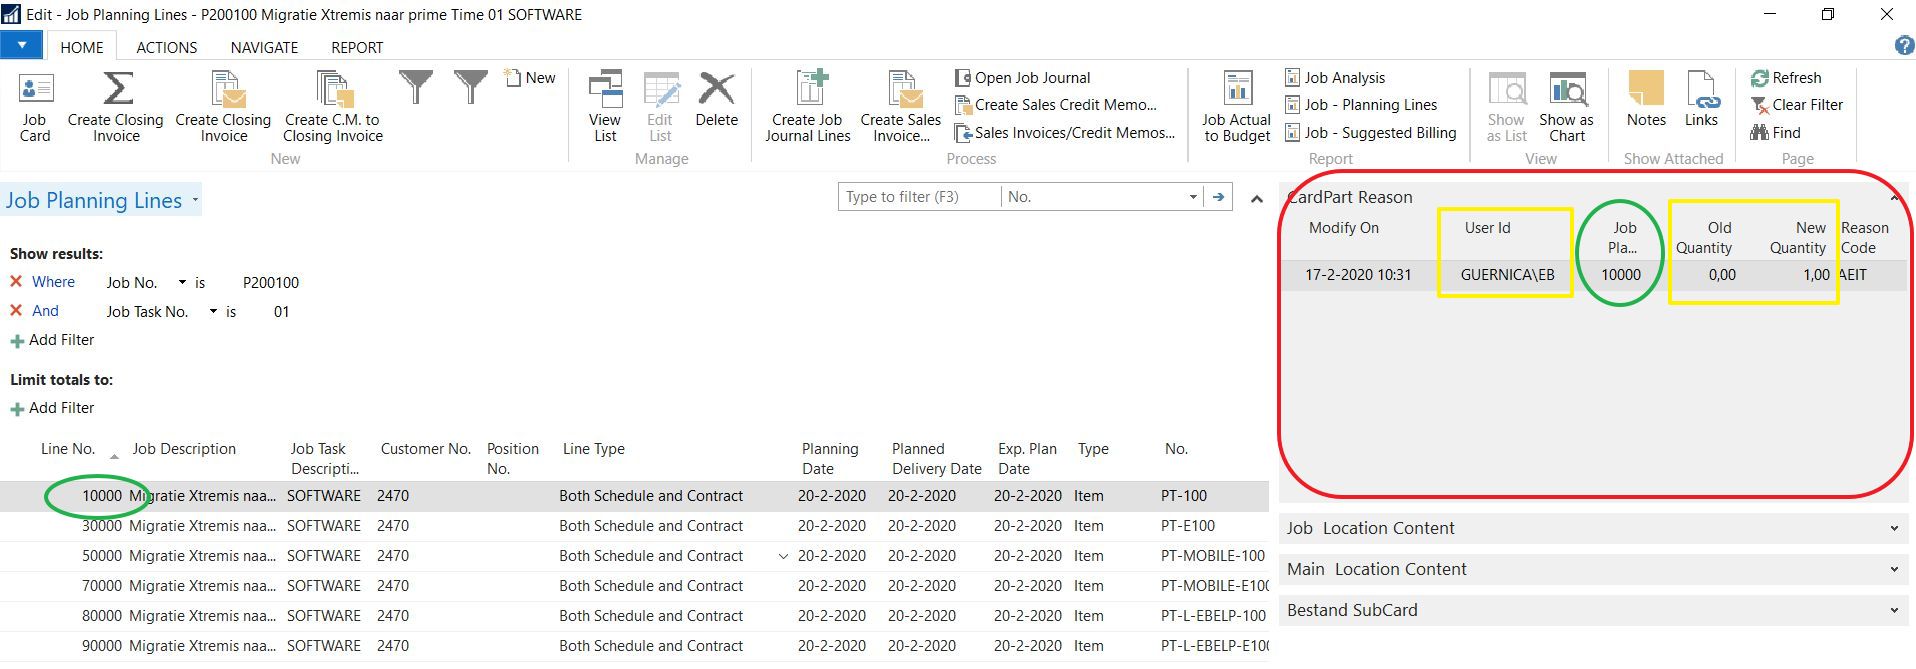 Edit - Job Planning Lines - P200100 Migratie Xtremis naar prime Time 01 SOFTWARE
HOME ACTIONS NAVIGATE REPORT
Job Card
Create Closing Invoice
Create Closing Invoice
Create C.M. to Closing Invoice
New
New
View List
Edit List
Delete
Manage
Create Job Journal Lines
Create Sales Invoice...
Open Job Journal
Create Sales Credit Memo...
Sales Invoices/Credit Memos...
Process
Job Actual to Budget
Job Analysis
Job - Planning Lines
Job - Suggested Billing
Report
Show as List
Show as Chart
View
Notes
Links
Show Attached
Refresh
Clear Filter
Find
Page
Job Planning Lines
Type to filter (F3) No.
Show results:
Where Job No. is P200100
And Job Task No. is 01
Add Filter
Limit totals to:
Add Filter
Line No. Job Description Job Task Descripti... Customer No. Position No. Line Type Planning Date Planned Delivery Date Exp. Plan Date Type No.
10000 Migratie Xtremis naa... SOFTWARE 2470 Both Schedule and Contract 20-2-2020 20-2-2020 20-2-2020 Item PT-100
30000 Migratie Xtremis naa... SOFTWARE 2470 Both Schedule and Contract 20-2-2020 20-2-2020 20-2-2020 Item PT-E100
50000 Migratie Xtremis naa... SOFTWARE 2470 Both Schedule and Contract 20-2-2020 20-2-2020 20-2-2020 Item PT-MOBILE-100
70000 Migratie Xtremis naa... SOFTWARE 2470 Both Schedule and Contract 20-2-2020 20-2-2020 20-2-2020 Item PT-MOBILE-E100
80000 Migratie Xtremis naa... SOFTWARE 2470 Both Schedule and Contract 20-2-2020 20-2-2020 20-2-2020 Item PT-L-EBELP-100
90000 Migratie Xtremis naa... SOFTWARE 2470 Both Schedule and Contract 20-2-2020 20-2-2020 20-2-2020 Item PT-L-EBELP-E100
CardPart Reason
Modify On User Id Job Pla... Old Quantity New Quantity Reason Code
17-2-2020 10:31 GUERNICA\EB 10000 0,00 1,00 AEIT
Job Location Content
Main Location Content
Bestand SubCard